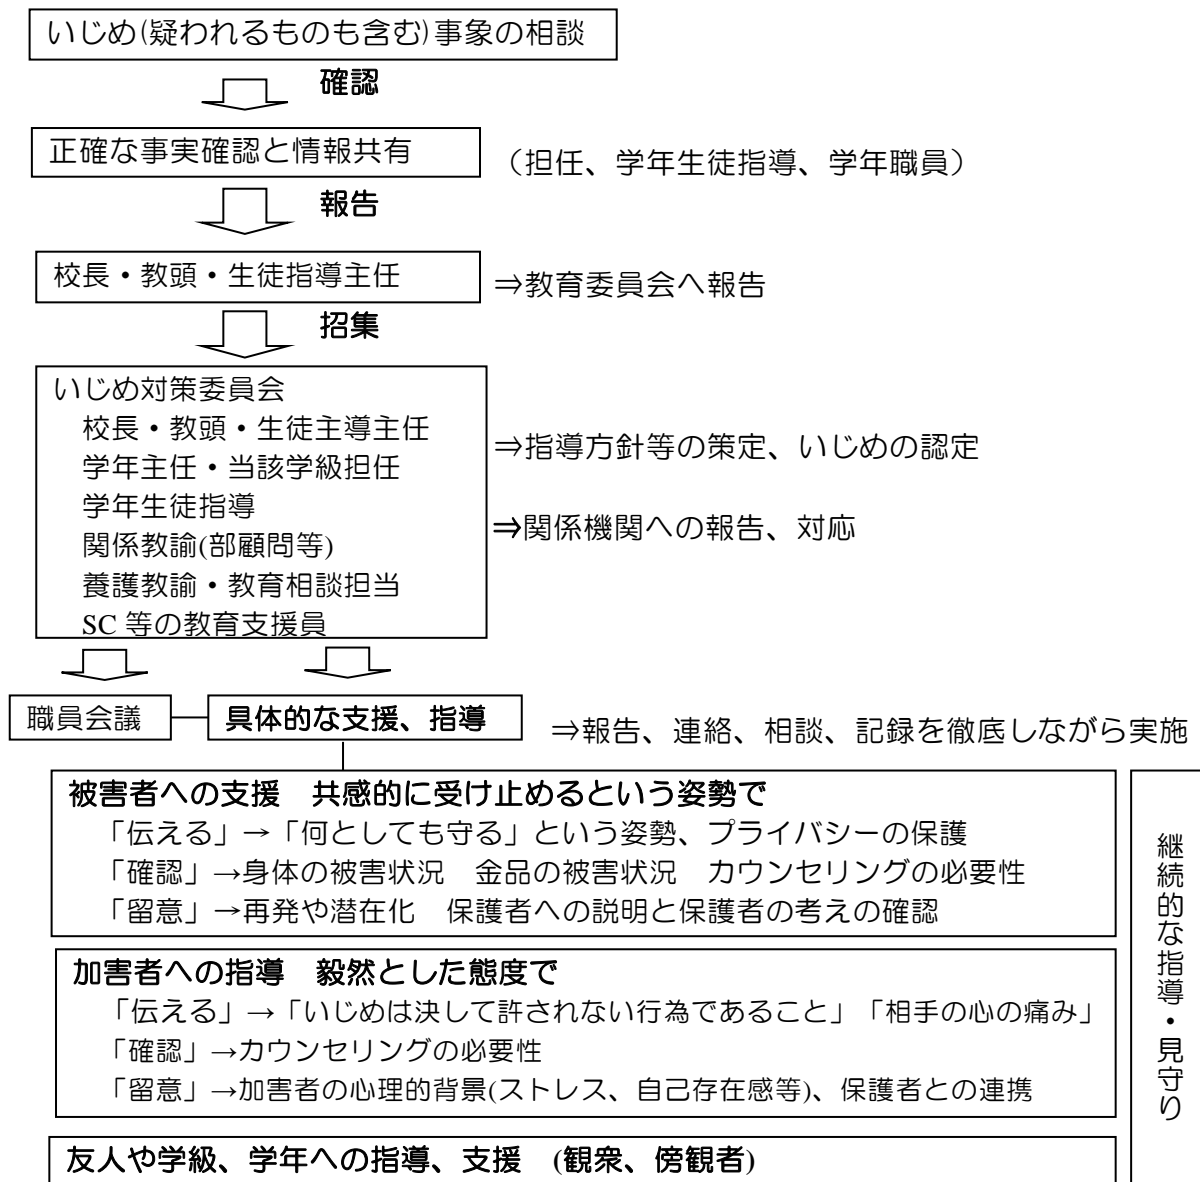 いじめ(疑われるものも含む)事象の相談
確認
正確な事実確認と情報共有
（担任、学年生徒指導、学年職員）
報告
校長・教頭・生徒指導主任
⇒教育委員会へ報告
招集
いじめ対策委員会
校長・教頭・生徒主導主任
学年主任・当該学級担任
学年生徒指導
関係教諭(部顧問等)
養護教諭・教育相談担当
SC 等の教育支援員
⇒指導方針等の策定、いじめの認定
⇒関係機関への報告、対応
職員会議
具体的な支援、指導
⇒報告、連絡、相談、記録を徹底しながら実施
被害者への支援　共感的に受け止めるという姿勢で
「伝える」→「何としても守る」という姿勢、プライバシーの保護
「確認」→身体の被害状況　金品の被害状況　カウンセリングの必要性
「留意」→再発や潜在化　保護者への説明と保護者の考えの確認
加害者への指導　毅然とした態度で
「伝える」→「いじめは決して許されない行為であること」「相手の心の痛み」
「確認」→カウンセリングの必要性
「留意」→加害者の心理的背景(ストレス、自己存在感等)、保護者との連携
友人や学級、学年への指導、支援　(観衆、傍観者)
継続的な指導・見守り